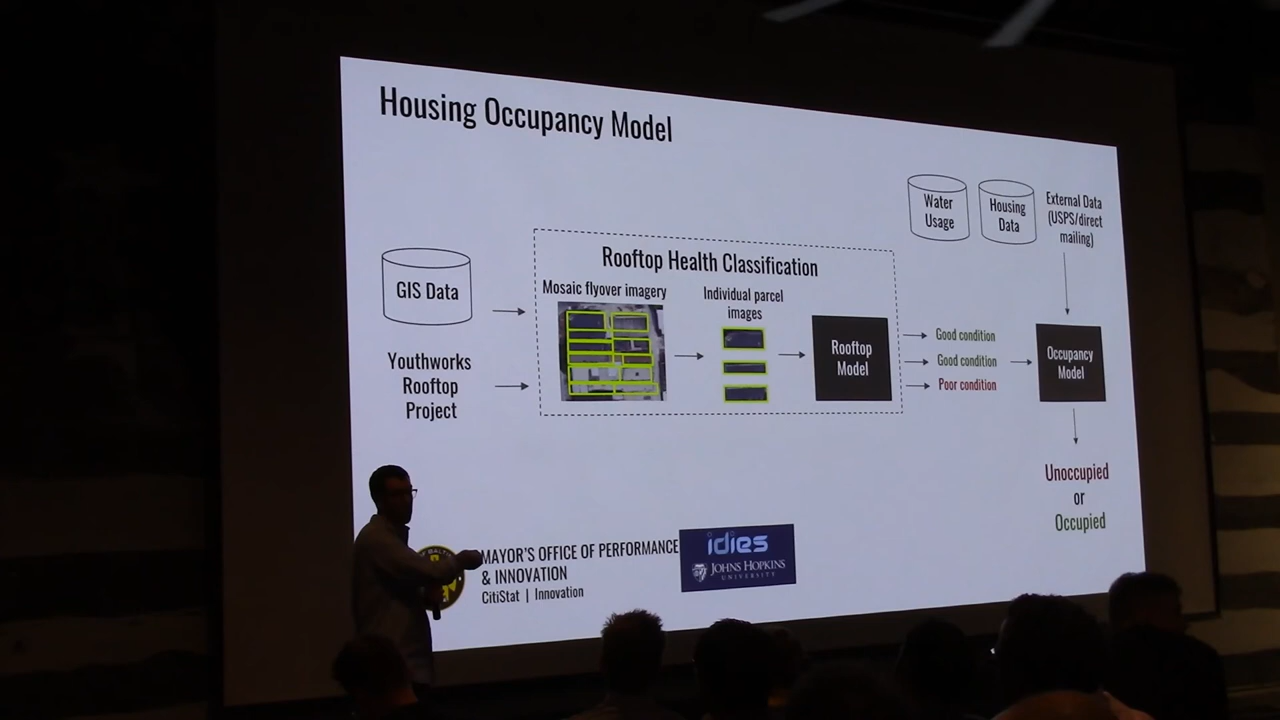 Housing Occupancy Model
Water
Usage
Housing
Data
External Data
(USPS/direct
mailing)
GIS Data
Youthworks
Rooftop
Project
Rooftop Health Classification
Mosaic flyover imagery
Individual parcel
images
Rooftop
Model
Good condition
Good condition
Poor condition
Occupancy
Model
Unoccupied
or
Occupied
MAYOR'S OFFICE OF PERFORMANCE
& INNOVATION
CitiStat | Innovation
idies
JOHNS HOPKINS
UNIVERSITY